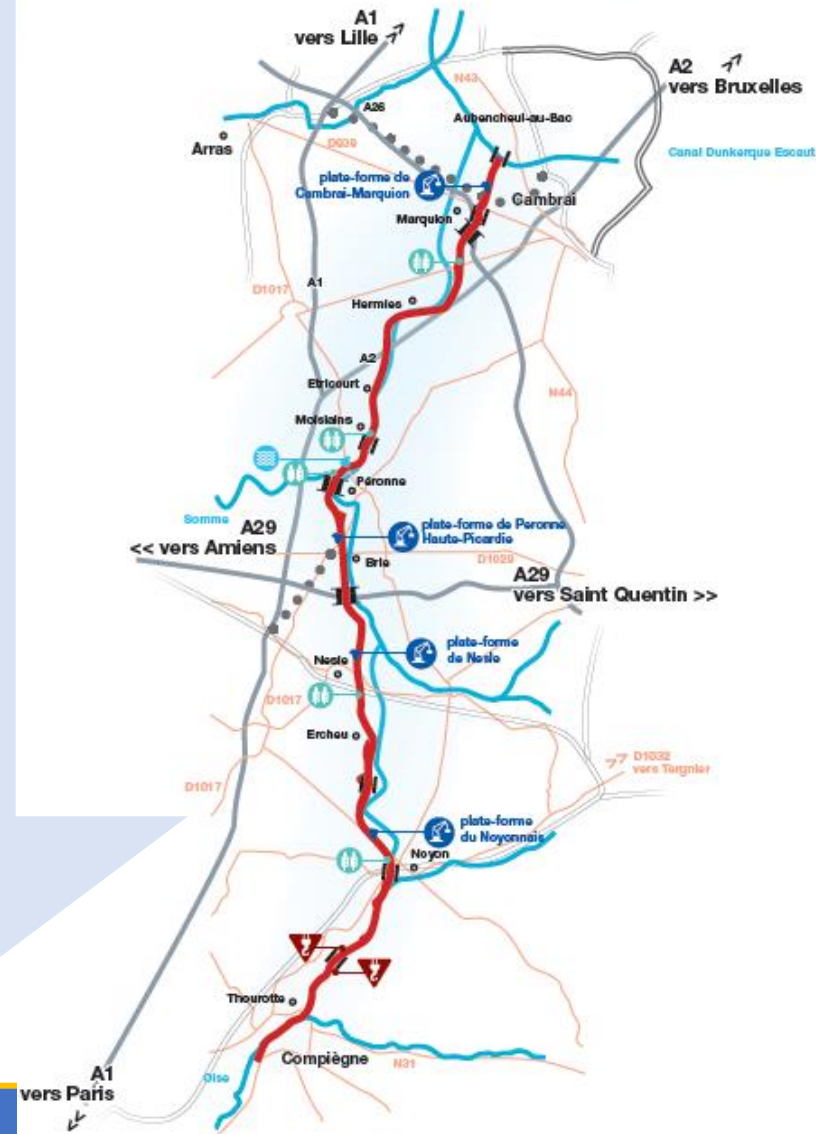 A1
vers Lille
A2
vers Bruxelles
N43
A26
Aubencheul-au-Bac
Arras
D939
Canal Dunkerque Escaut
plate-forme de
Cambrai-Marquion
Cambrai
Marquion
D1017
A1
Hermies
A2
Etricourt
N44
Moislains
Péronne
Somme
A29
<< vers Amiens
plate-forme de Peronne
Haute-Picardie
Brie
D1029
A29
vers Saint Quentin >>
plate-forme
de Nesle
Nesle
D1017
Ercheu
D1032
vers Tergnier
D1017
plate-forme
du Noyonnais
Noyon
Thourotte
Compiègne
N31
Oise
A1
vers Paris